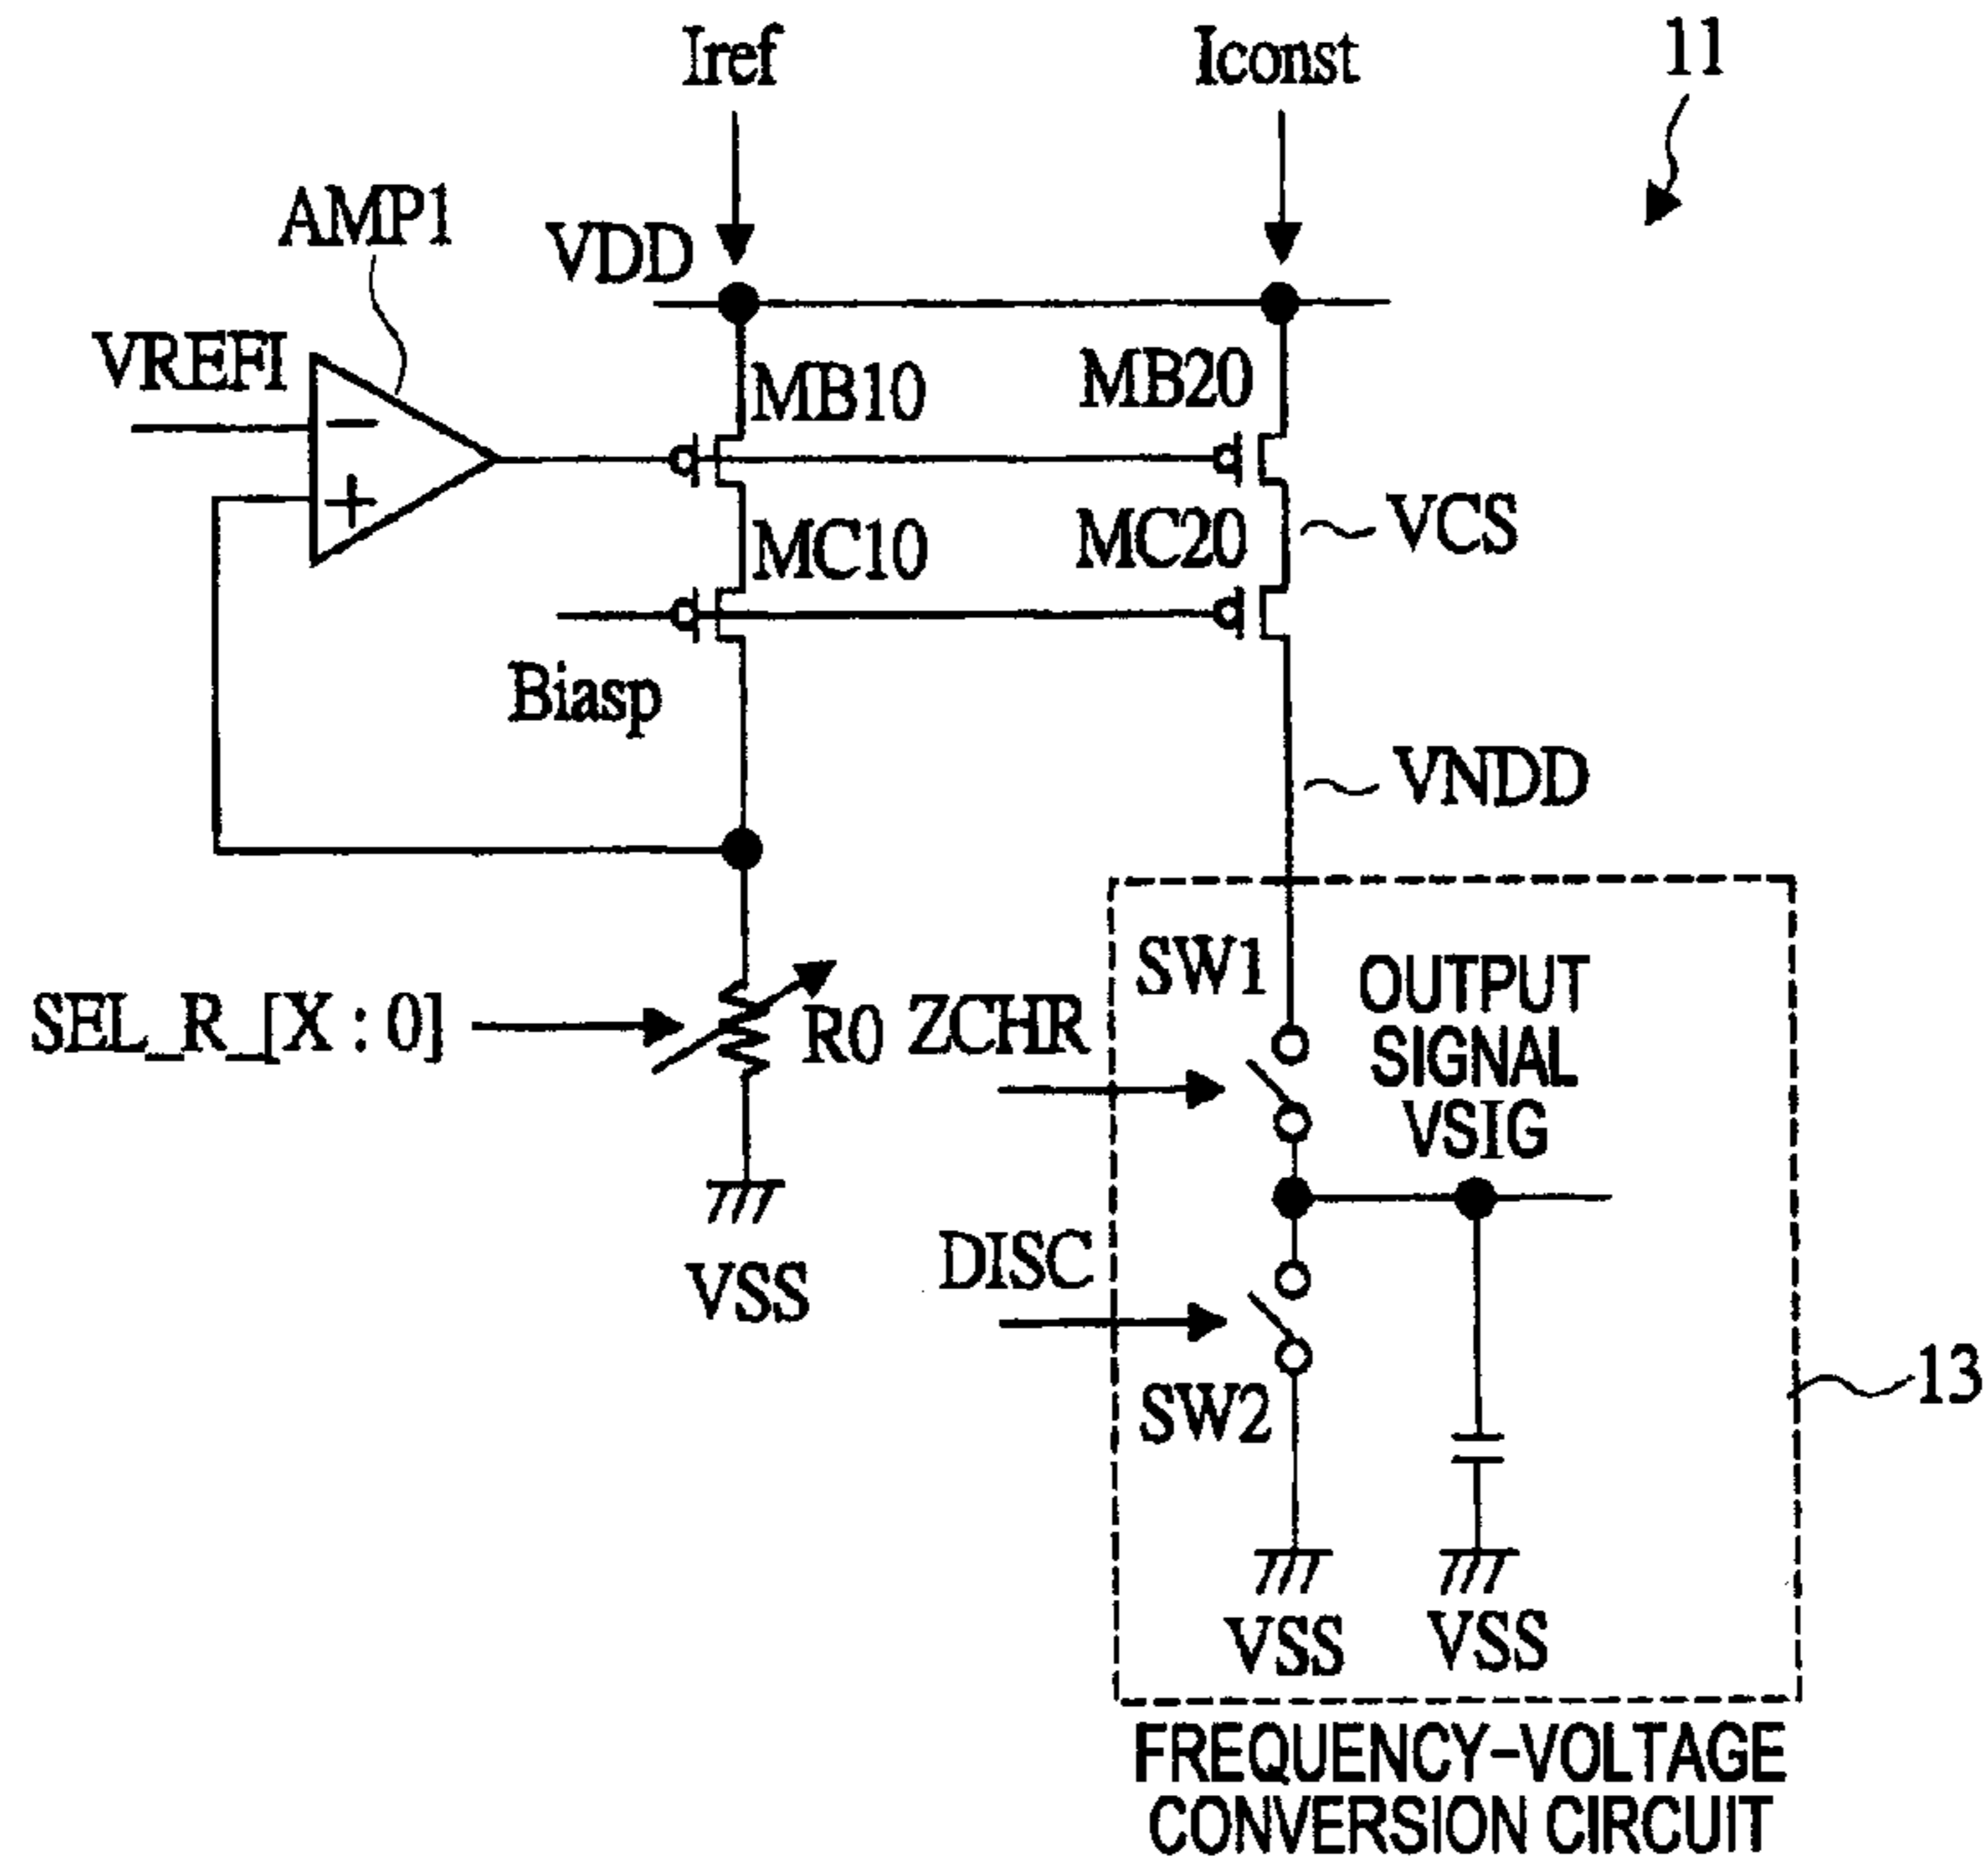 Iref
Iconst
11
AMP1
VDD
VREFI
MB10
MB20
−
+
MC10
MC20
VCS
Biasp
VNDD
SW1
OUTPUT
SIGNAL
VSIG
SEL_R_[X : 0]
R0
ZCHR
VSS
DISC
SW2
13
VSS
VSS
FREQUENCY-VOLTAGE
CONVERSION CIRCUIT